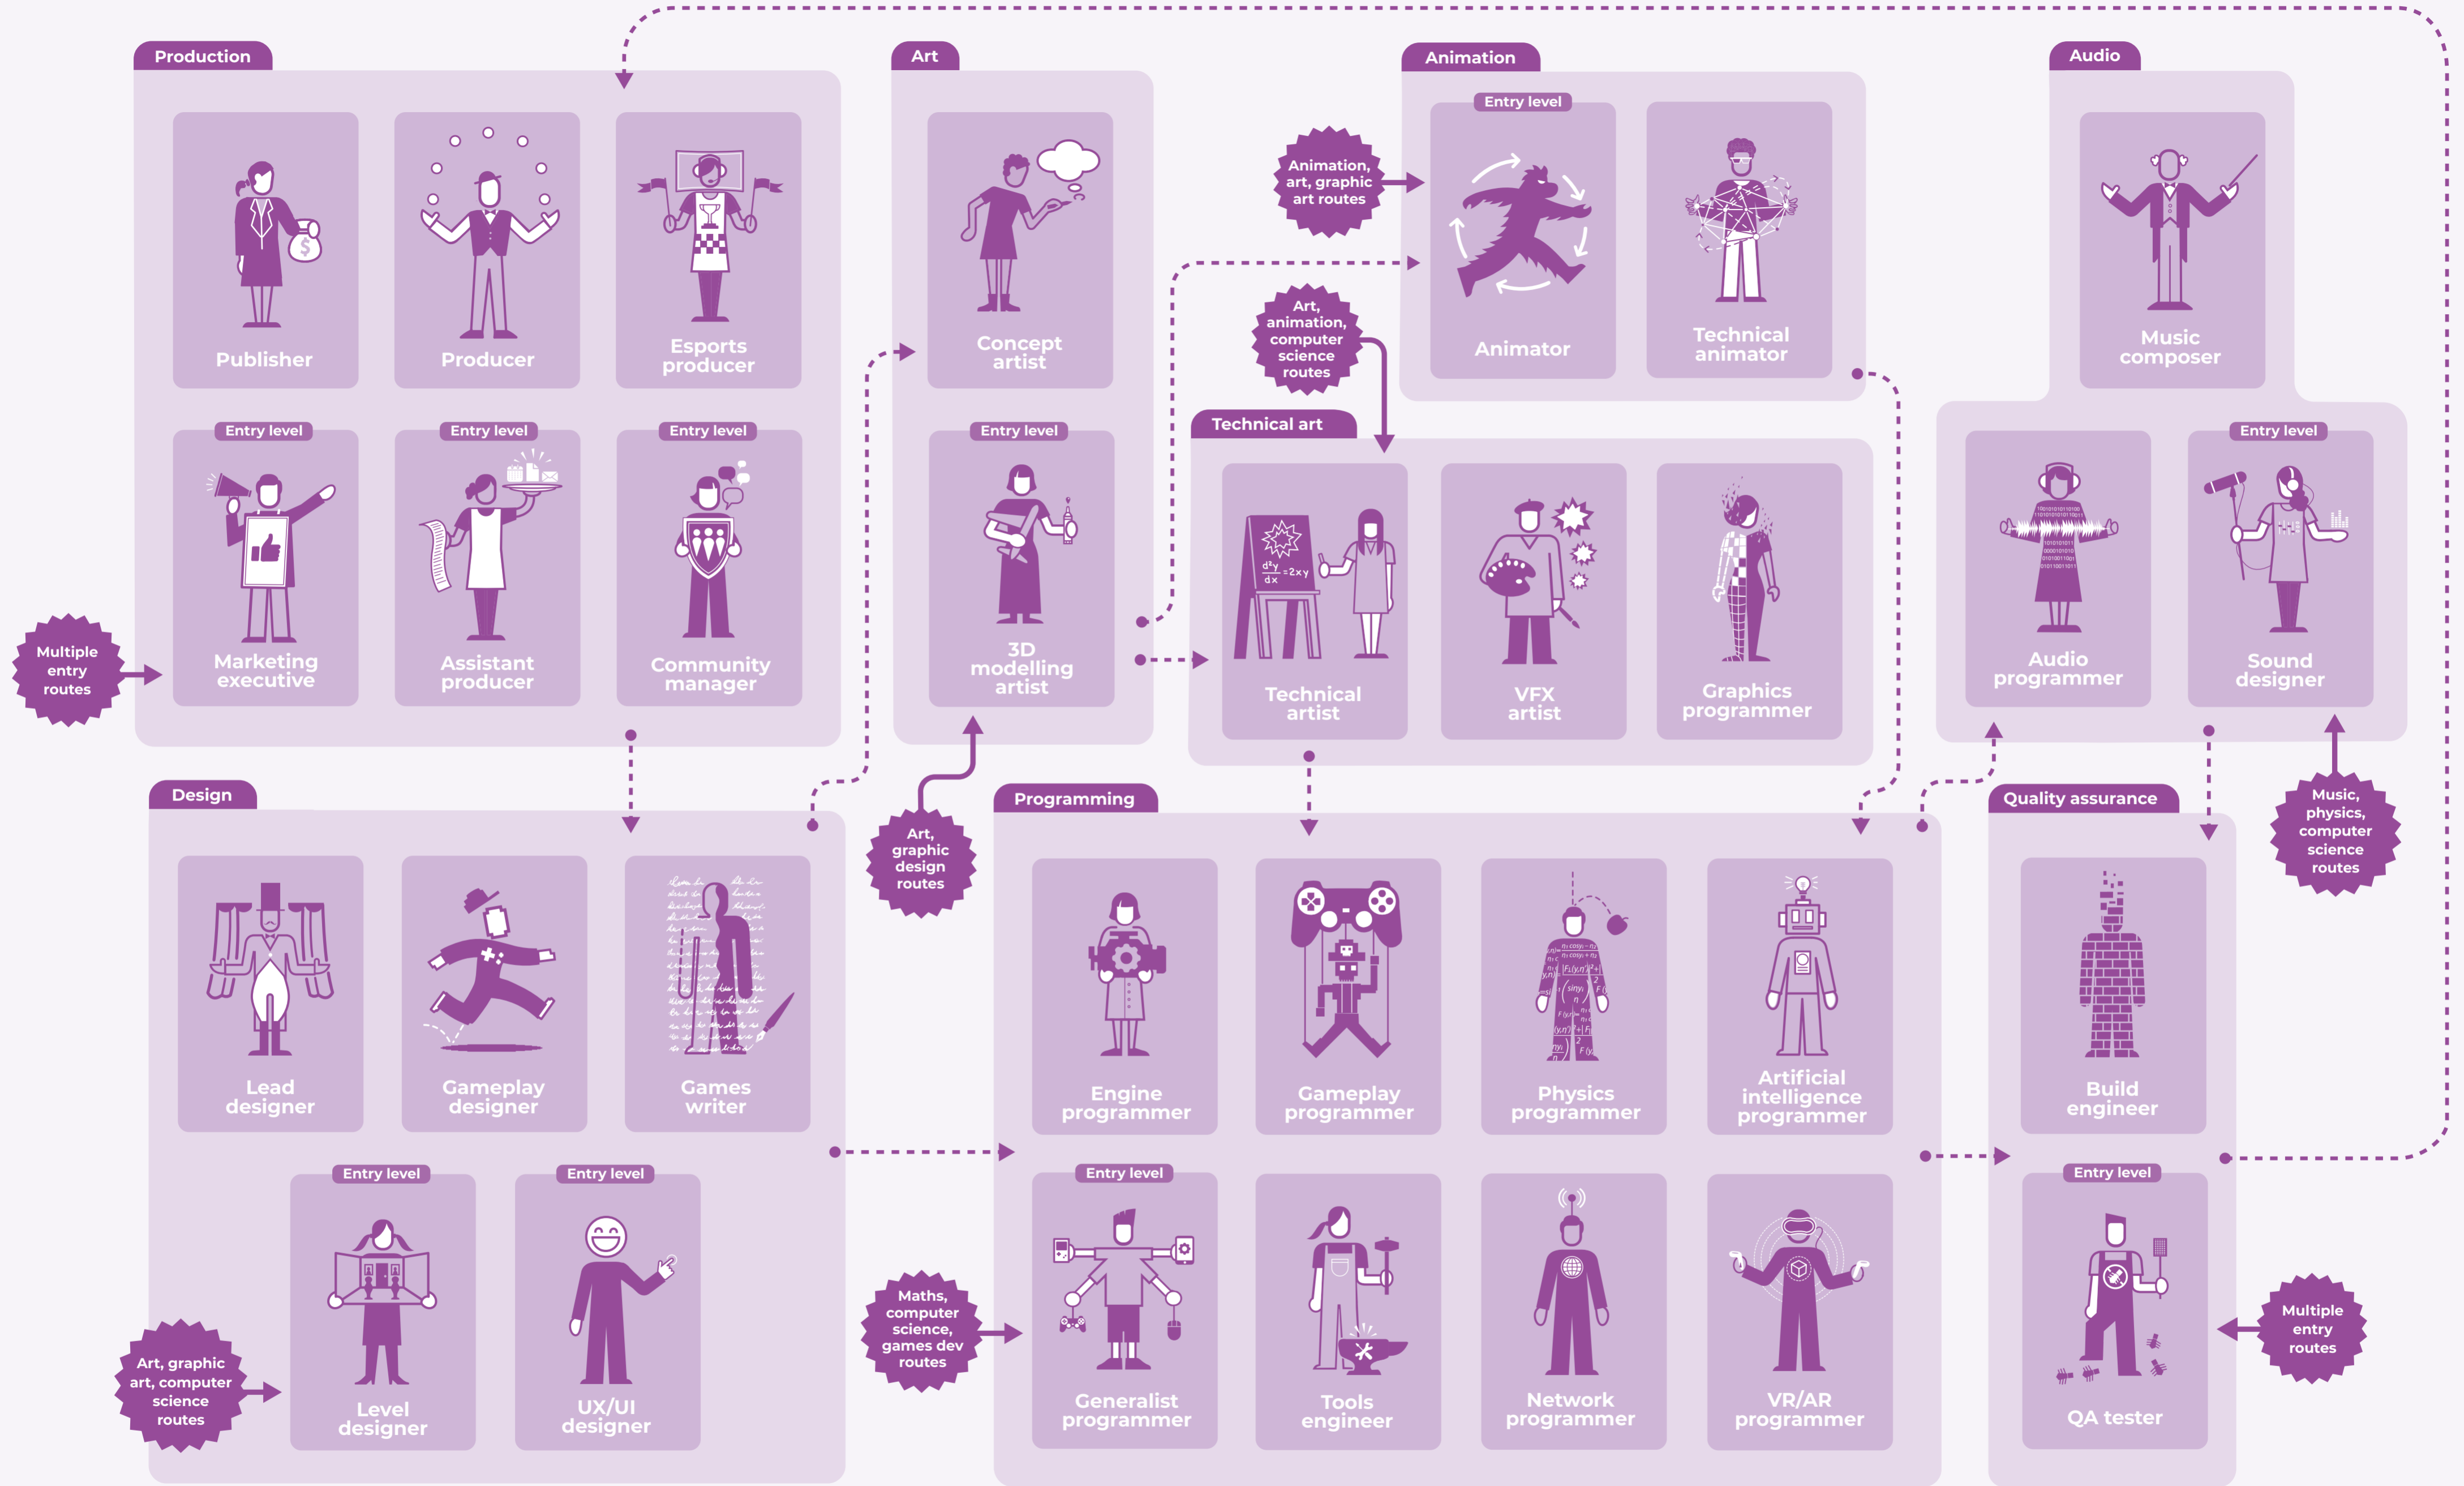 Production
Publisher
Producer
Esports
producer
Entry level
Marketing
executive
Entry level
Assistant
producer
Entry level
Community
manager
Multiple
entry
routes
Art
Concept
artist
Entry level
3D
modelling
artist
Art,
graphic
design
routes
Animation
Entry level
Animator
Technical
animator
Animation,
art, graphic
art routes
Art,
animation,
computer
science
routes
Technical art
d²y
dx
=2xy
Technical
artist
VFX
artist
Graphics
programmer
Audio
Music
composer
Audio
programmer
Entry level
Sound
designer
Music,
physics,
computer
science
routes
Design
Lead
designer
Gameplay
designer
Games
writer
Entry level
Level
designer
Entry level
UX/UI
designer
Art, graphic
art, computer
science
routes
Programming
Engine
programmer
Gameplay
programmer
Physics
programmer
Artificial
intelligence
programmer
Entry level
Generalist
programmer
Tools
engineer
Network
programmer
VR/AR
programmer
Maths,
computer
science,
games dev
routes
Quality assurance
Build
engineer
Entry level
QA tester
Multiple
entry
routes